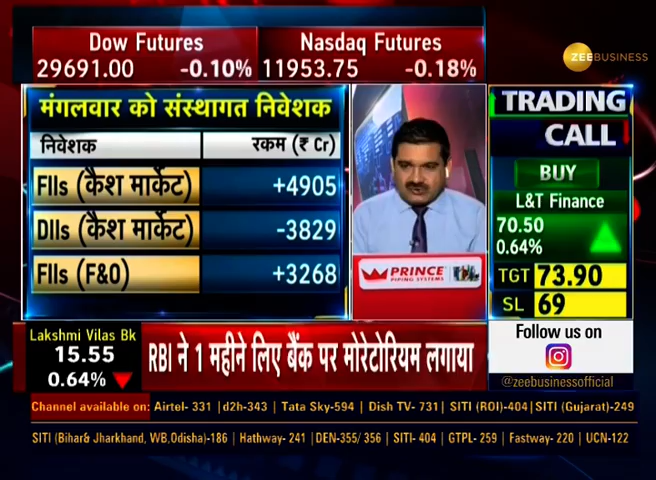 Dow Futures
29691.00 -0.10%
Nasdaq Futures
11953.75 -0.18%
ZEEBUSINESS
मंगलवार को संस्थागत निवेशक
निवेशक रकम (₹ Cr)
FIIs (कैश मार्केट) +4905
DIIs (कैश मार्केट) -3829
FIIs (F&O) +3268
PRINCE
PIPING SYSTEMS
TRADING
CALL
BUY
L&T Finance
70.50
0.64%
TGT 73.90
SL 69
Lakshmi Vilas Bk
15.55
0.64%
RBI ने 1 महीने लिए बैंक पर मोरेटोरियम लगाया
Follow us on
@zeebusinessofficial
Channel available on: Airtel- 331 |d2h-343 | Tata Sky-594 | Dish TV- 731| SITI (ROI)-404|SITI (Gujarat)-249
SITI (Bihar& Jharkhand, WB,Odisha)-186 | Hathway- 241 |DEN-355/ 356 | SITI- 404 | GTPL- 259 | Fastway- 220 | UCN-122